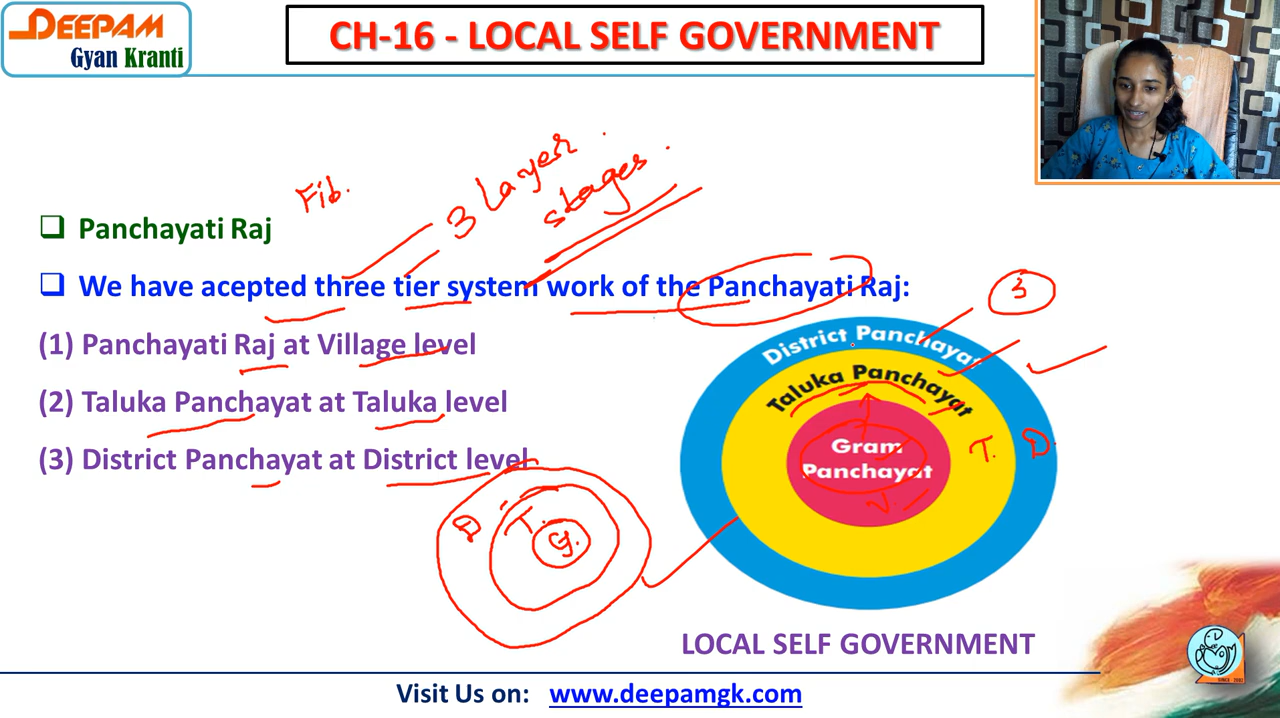 DEEPAM
Gyan Kranti
CH-16 - LOCAL SELF GOVERNMENT
Fib.
3 Layer
stages
❑ Panchayati Raj
❑ We have acepted three tier system work of the Panchayati Raj:
(1) Panchayati Raj at Village level
(2) Taluka Panchayat at Taluka level
(3) District Panchayat at District level
3
District Panchayat
Taluka Panchayat
Gram
Panchayat
T. D.
V.
D T. G.
LOCAL SELF GOVERNMENT
Visit Us on: www.deepamgk.com